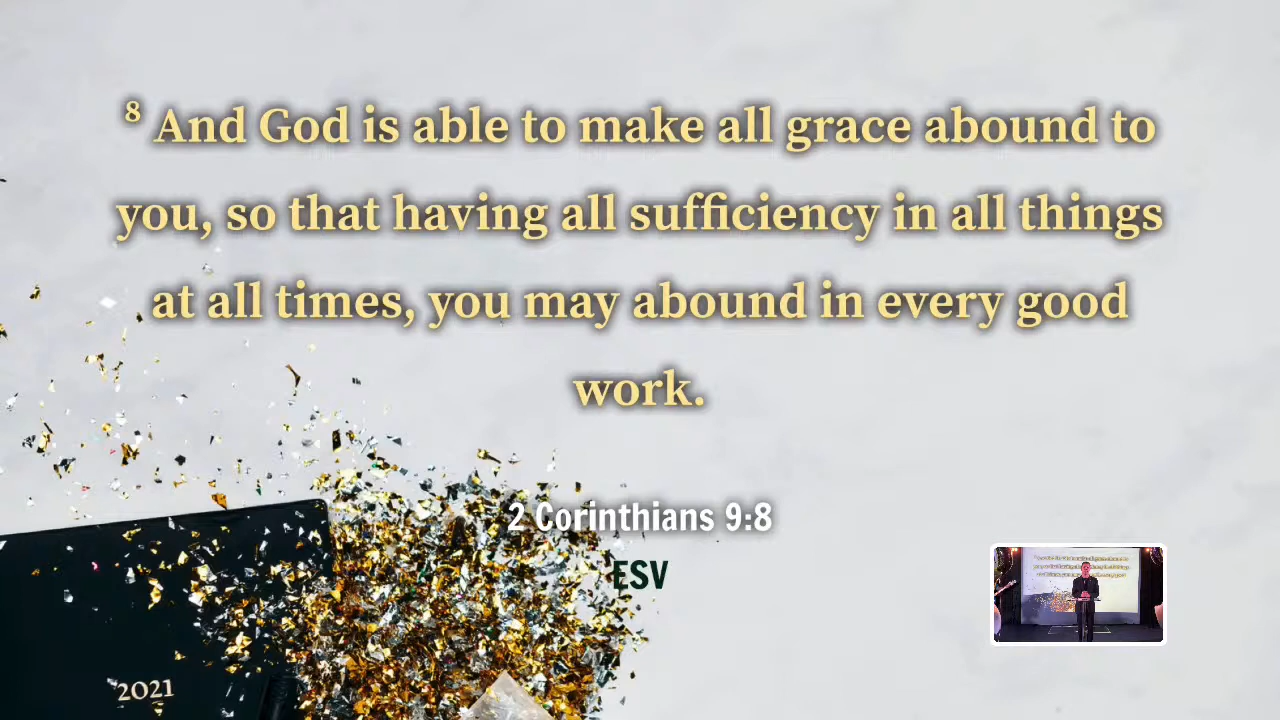 8 And God is able to make all grace abound to
you, so that having all sufficiency in all things
at all times, you may abound in every good
work.
2 Corinthians 9:8
ESV
2021